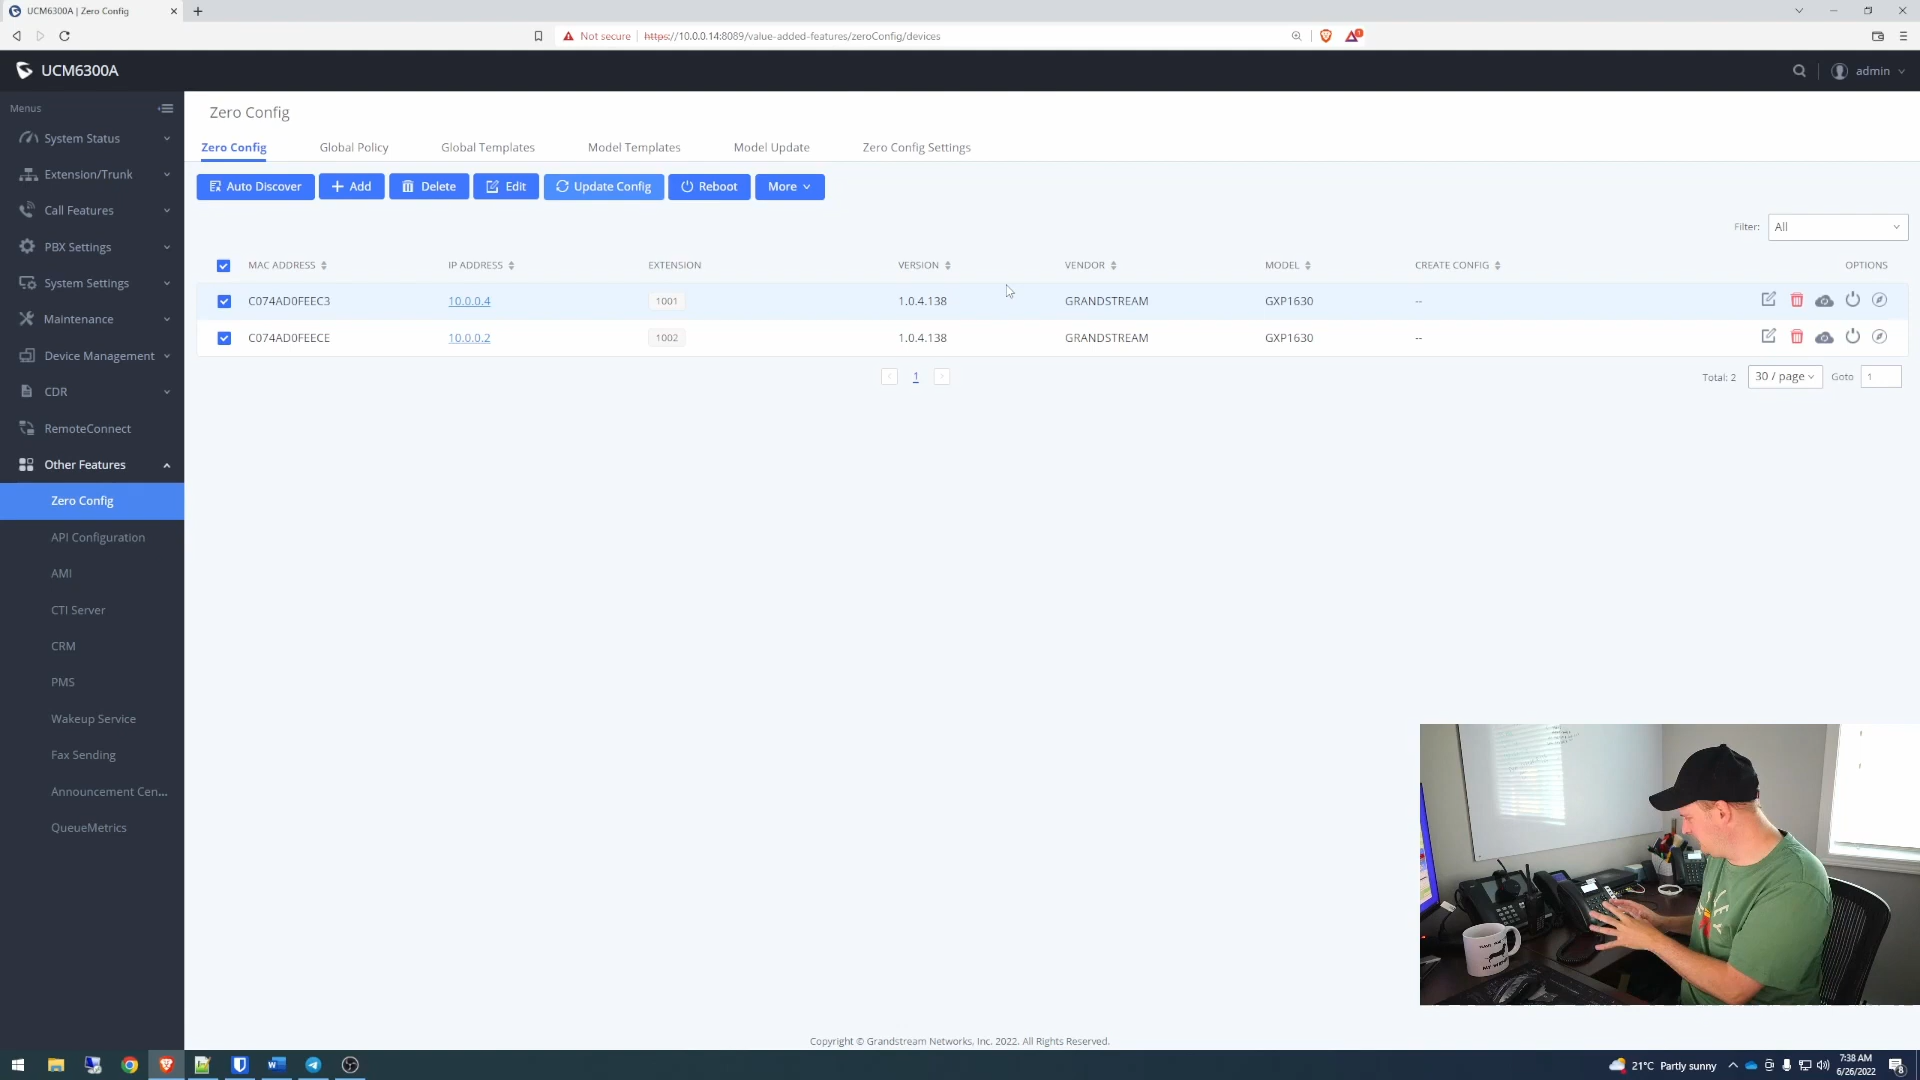 UCM6300A | Zero Config
Not secure
https://10.0.0.14:8089/value-added-features/zeroConfig/devices
1
UCM6300A
admin
Menus
System Status
Extension/Trunk
Call Features
PBX Settings
System Settings
Maintenance
Device Management
CDR
RemoteConnect
Other Features
Zero Config
API Configuration
AMI
CTI Server
CRM
PMS
Wakeup Service
Fax Sending
Announcement Cen...
QueueMetrics
Zero Config
Zero Config Global Policy Global Templates Model Templates Model Update Zero Config Settings
Auto Discover Add Delete Edit Update Config Reboot More
Filter: All
MAC ADDRESS IP ADDRESS EXTENSION VERSION VENDOR MODEL CREATE CONFIG OPTIONS
C074AD0FEEC3 10.0.0.4 1001 1.0.4.138 GRANDSTREAM GXP1630 --
C074AD0FEECE 10.0.0.2 1002 1.0.4.138 GRANDSTREAM GXP1630 --
< 1 > Total: 2 30 / page Goto 1
Copyright © Grandstream Networks, Inc. 2022. All Rights Reserved.
21°C Partly sunny
7:38 AM
6/26/2022
8